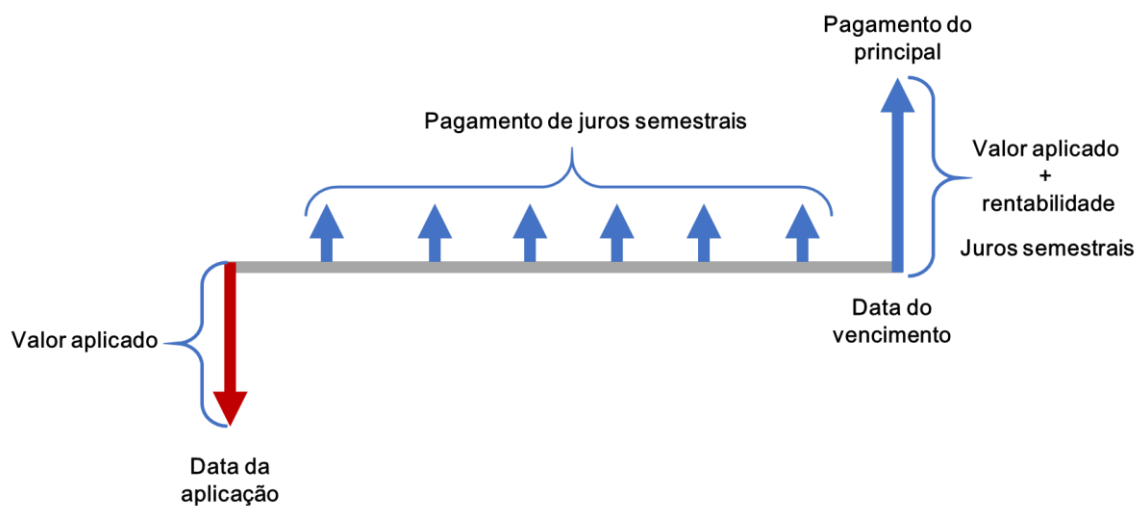 Pagamento do
principal
Pagamento de juros semestrais
Valor aplicado
+
rentabilidade
Juros semestrais
Valor aplicado
Data do
vencimento
Data da
aplicação